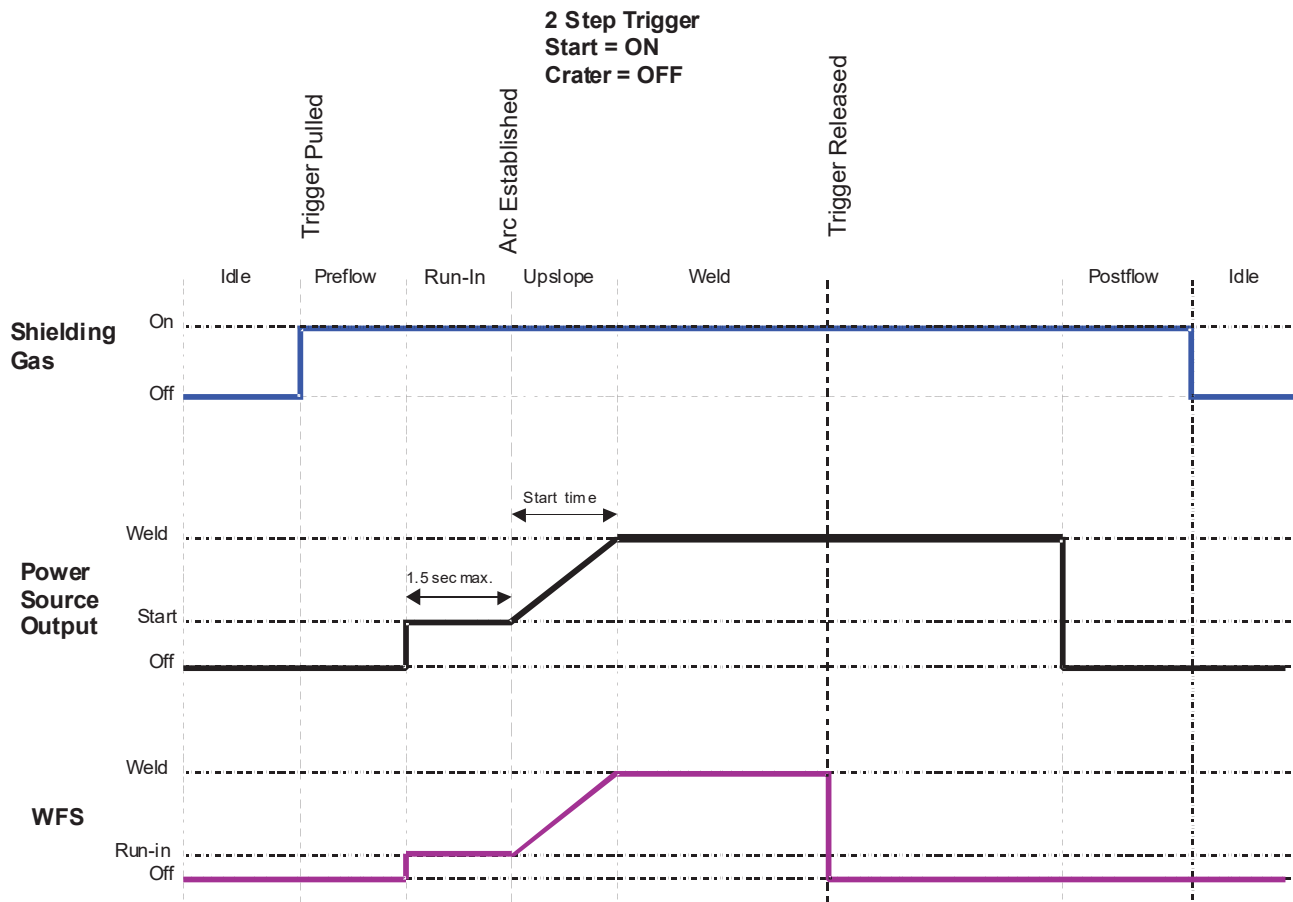 2 Step Trigger
Start = ON
Crater = OFF
Trigger Pulled
Arc Established
Trigger Released
Idle
Preflow
Run-In
Upslope
Weld
Postflow
Idle
Shielding
Gas
On
Off
Start time
1.5 sec max.
Power
Source
Output
Weld
Start
Off
WFS
Weld
Run-in
Off